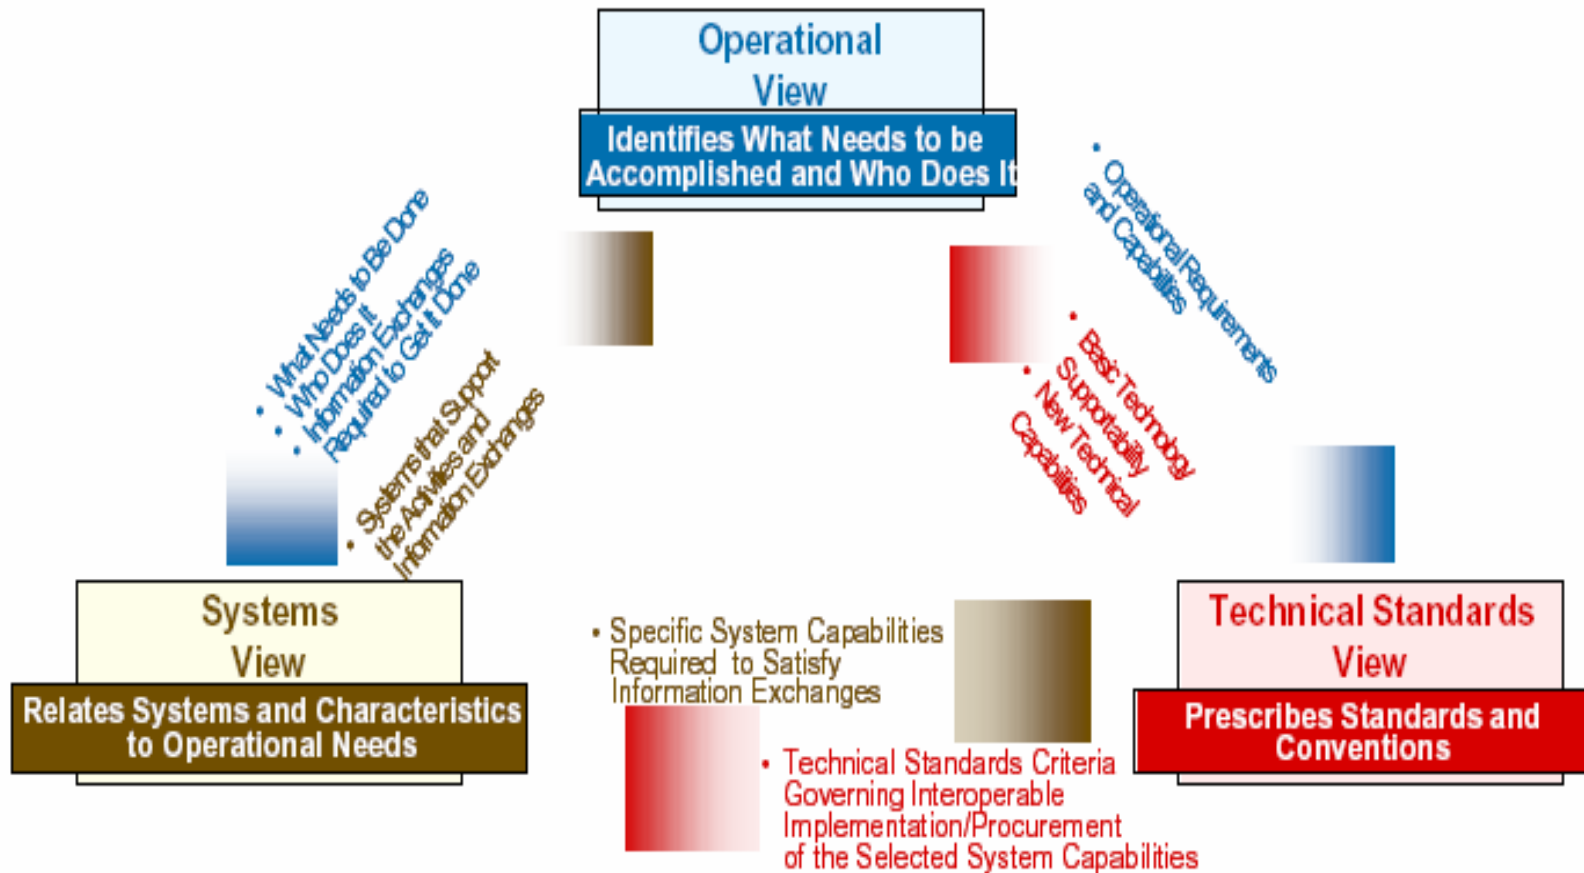 Operational
View
Identifies What Needs to be
Accomplished and Who Does It
• What Needs to Be Done
• Who Does It
• Information Exchanges
Required to Get It Done
• Systems that Support
the Activities and
Information Exchanges
• Operational Requirements
and Capabilities
• Basic Technology
Supportability
• New Technical
Capabilities
Systems
View
Relates Systems and Characteristics
to Operational Needs
• Specific System Capabilities
Required to Satisfy
Information Exchanges
• Technical Standards Criteria
Governing Interoperable
Implementation/Procurement
of the Selected System Capabilities
Technical Standards
View
Prescribes Standards and
Conventions